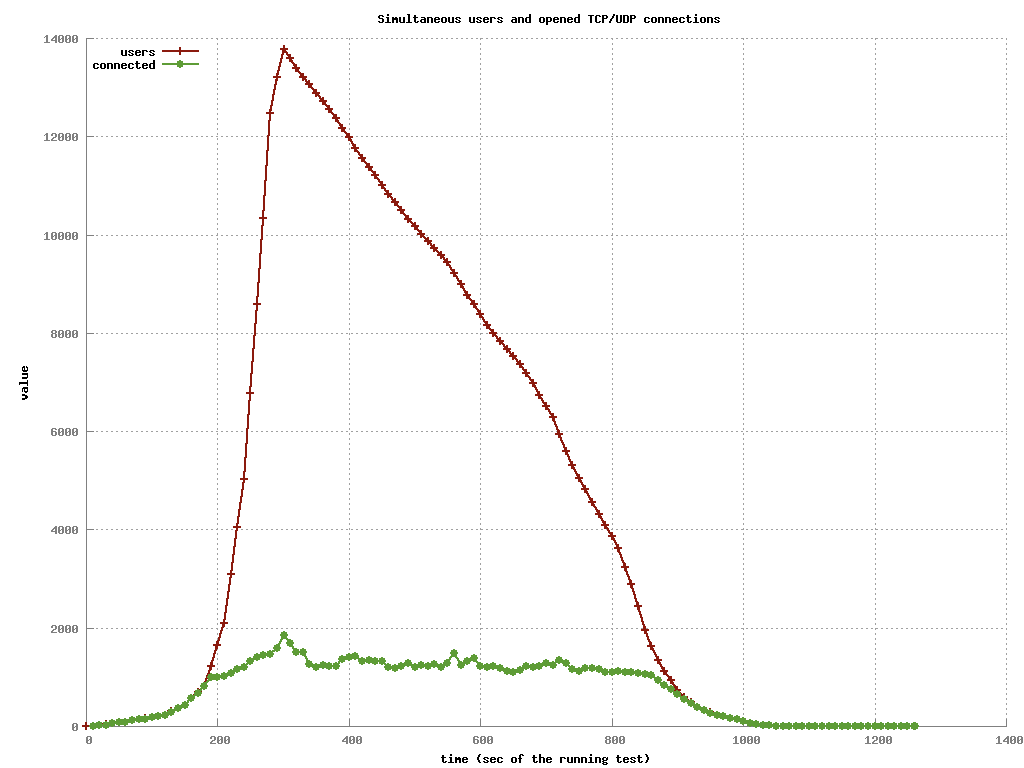 Simultaneous users and opened TCP/UDP connections
14000
users
connected
12000
10000
8000
value
6000
4000
2000
0
0 200 400 600 800 1000 1200 1400
time (sec of the running test)